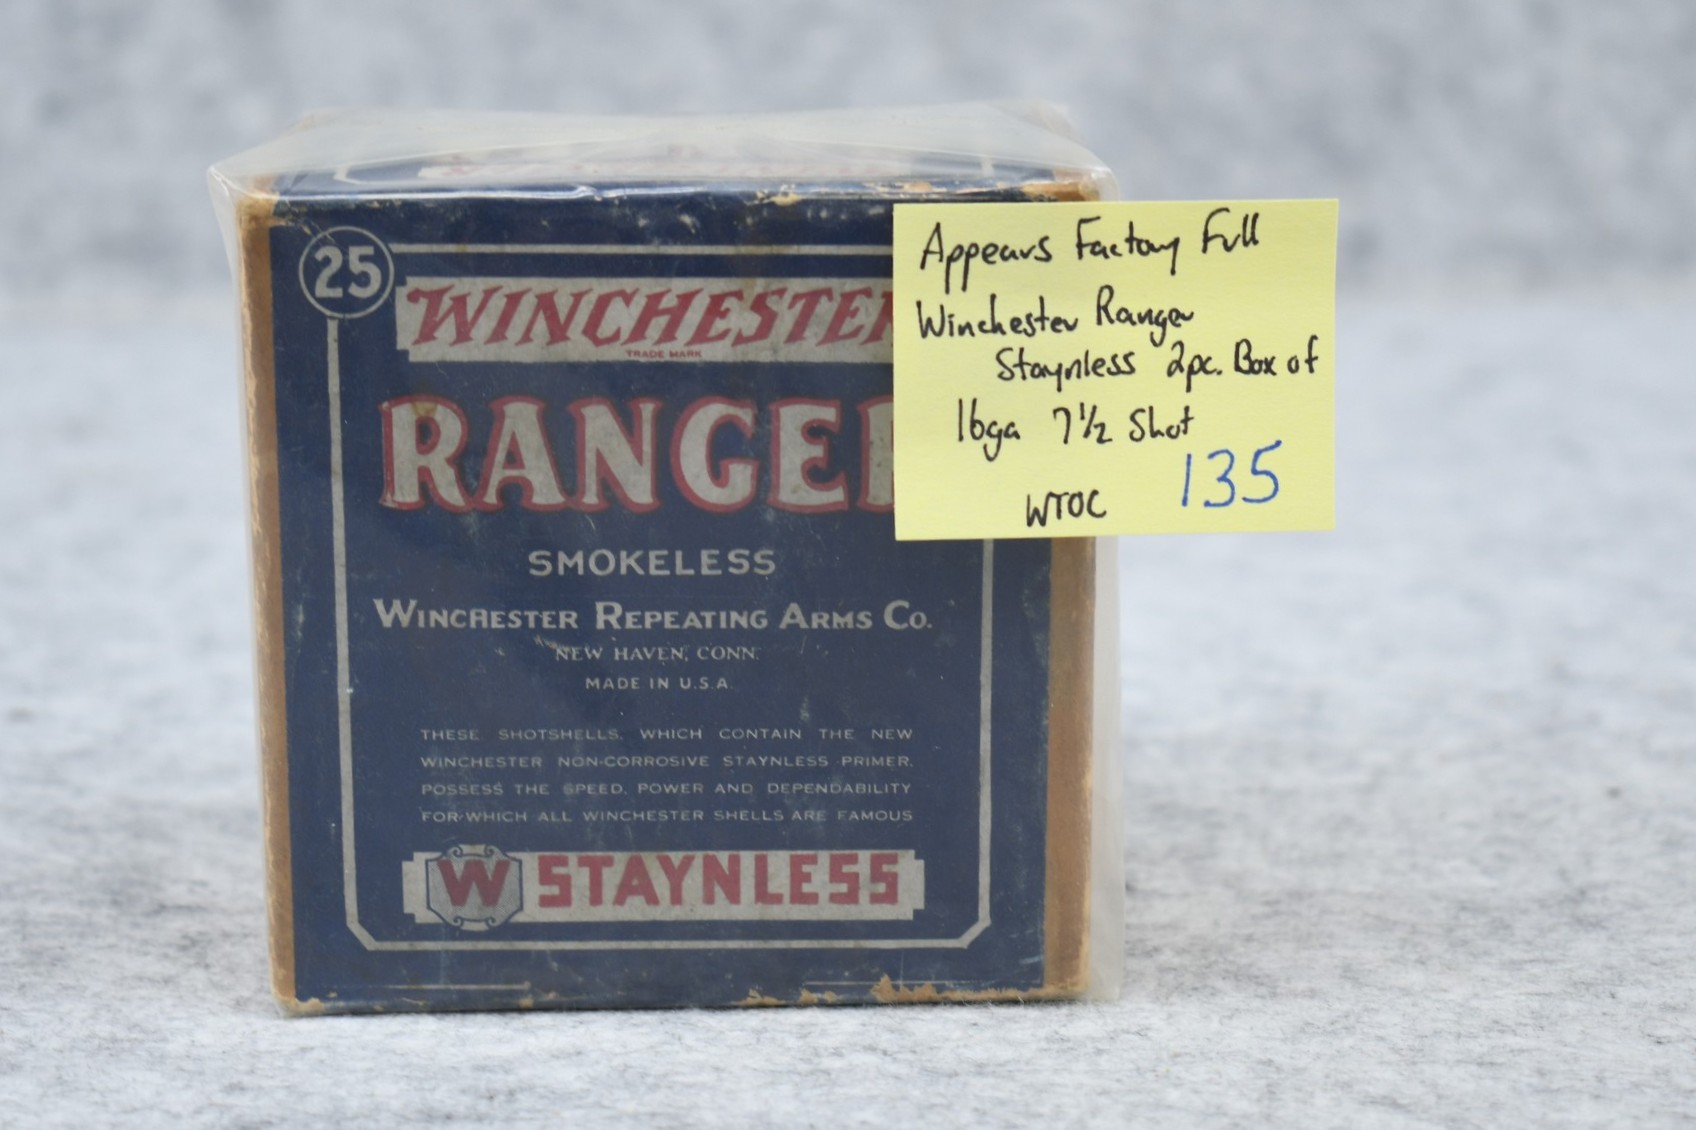 25
WINCHESTER
TRADE MARK
RANGER
SMOKELESS
WINCHESTER REPEATING ARMS CO.
NEW HAVEN, CONN.
MADE IN U.S.A.
THESE SHOTSHELLS, WHICH CONTAIN THE NEW
WINCHESTER NON-CORROSIVE STAYNLESS PRIMER,
POSSESS THE SPEED, POWER AND DEPENDABILITY
FOR WHICH ALL WINCHESTER SHELLS ARE FAMOUS
W STAYNLESS
Appears Factory Full
Winchester Ranger
Staynless 2pc. Box of
16ga 7½ Shot
WTOC 135